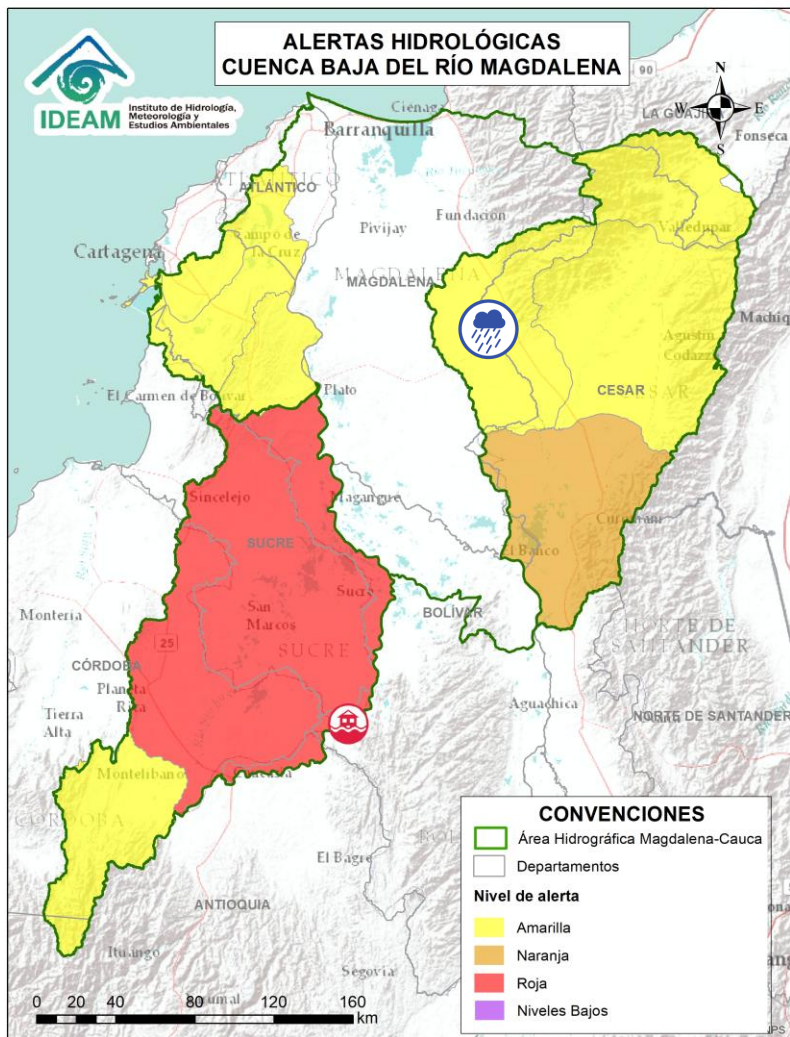 ALERTAS HIDROLÓGICAS
CUENCA BAJA DEL RÍO MAGDALENA
IDEAM
Instituto de Hidrología,
Meteorología y
Estudios Ambientales
N
W
E
S
90
LA GUAJIRA
Fonseca
Ciénaga
Barranquilla
ATLÁNTICO
Fundación
Pivijay
Valledupar
Campo de
la Cruz
Cartagena
MAGDALENA
MAGDALENA
Machiq
Agustín
Codazzi
El Carmen de Bolívar
Plato
CESAR
Sincelejo
Magangue
Curumani
SUCRE
El Banco
Sucre
BOLÍVAR
Montería
San
Marcos
25
SUCRE
NORTE DE
SANTANDER
CÓRDOBA
Planeta
Rica
Aguachica
Tierra
Alta
NORTE DE SANTANDER
Montelibano
CÓRDOBA
El Bagre
ANTIOQUIA
Ituango
Segovia
0 20 40 80 120 160
km
CONVENCIONES
Área Hidrográfica Magdalena-Cauca
Departamentos
Nivel de alerta
Amarilla
Naranja
Roja
Niveles Bajos